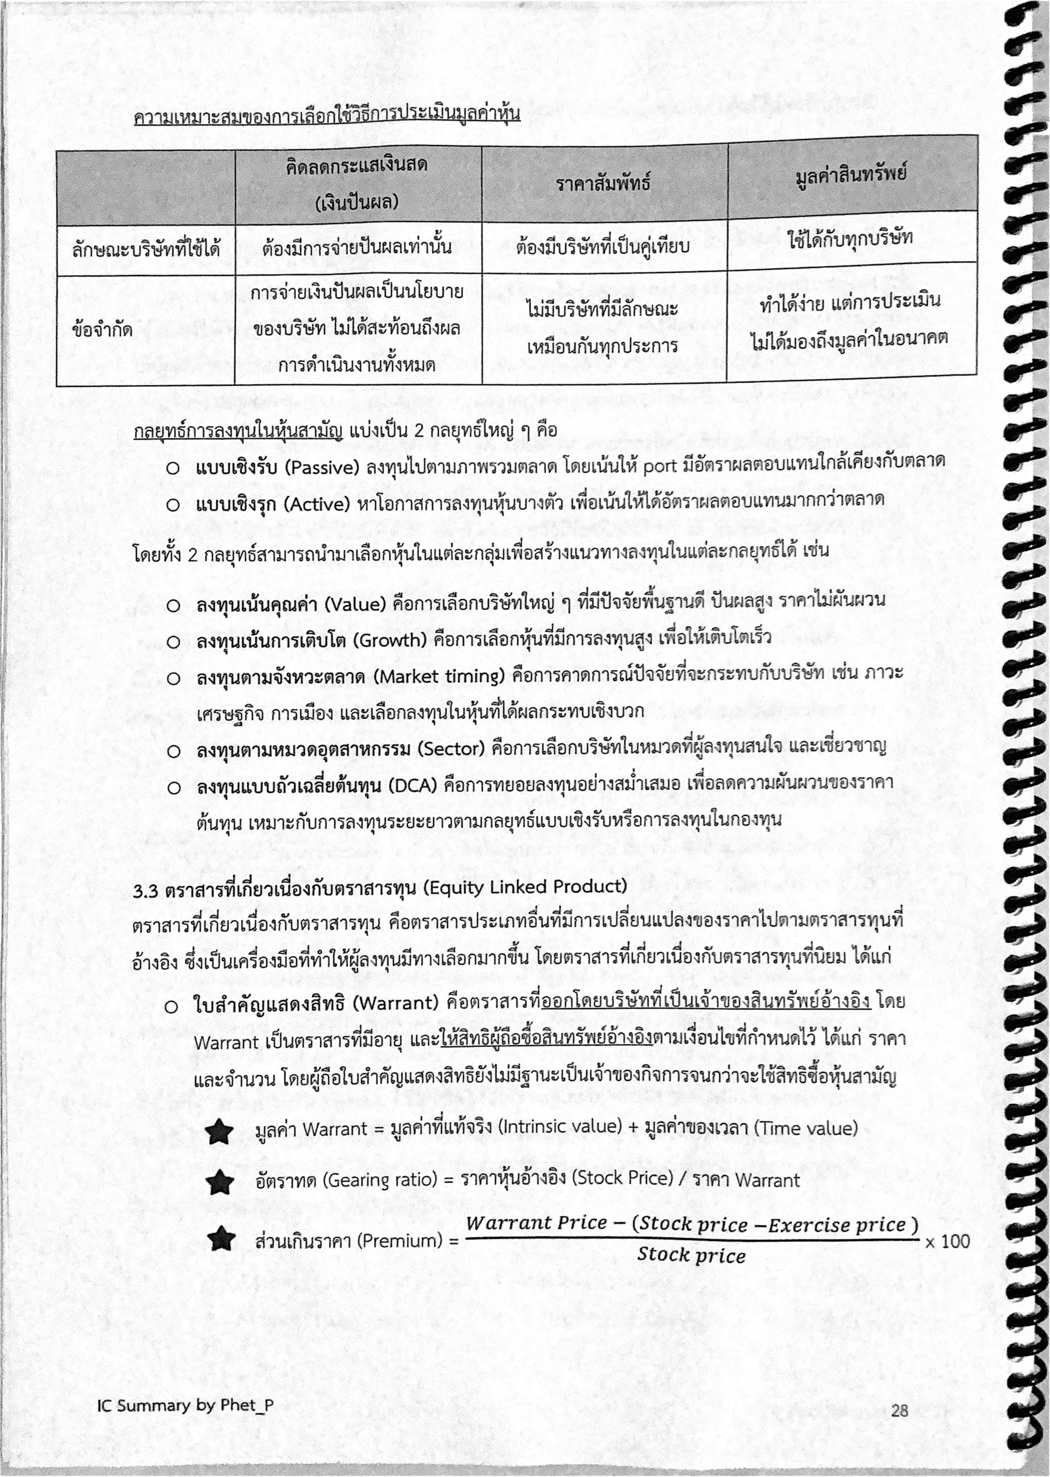 ความเหมาะสมของการเลือกใช้วิธีการประเมินมูลค่าหุ้น
คิดลดกระแสเงินสด
(เงินปันผล)
ราคาสัมพัทธ์
มูลค่าสินทรัพย์
ลักษณะบริษัทที่ใช้ได้
ต้องมีการจ่ายปันผลเท่านั้น
ต้องมีบริษัทที่เป็นคู่เทียบ
ใช้ได้กับทุกบริษัท
ข้อจำกัด
การจ่ายเงินปันผลเป็นนโยบาย
ของบริษัท ไม่ได้สะท้อนถึงผล
การดำเนินงานทั้งหมด
ไม่มีบริษัทที่มีลักษณะ
เหมือนกันทุกประการ
ทำได้ง่าย แต่การประเมิน
ไม่ได้มองถึงมูลค่าในอนาคต
กลยุทธ์การลงทุนในหุ้นสามัญ แบ่งเป็น 2 กลยุทธ์ใหญ่ ๆ คือ
○ แบบเชิงรับ (Passive) ลงทุนไปตามภาพรวมตลาด โดยเน้นให้ port มีอัตราผลตอบแทนใกล้เคียงกับตลาด
○ แบบเชิงรุก (Active) หาโอกาสการลงทุนหุ้นบางตัว เพื่อเน้นให้ได้อัตราผลตอบแทนมากกว่าตลาด
โดยทั้ง 2 กลยุทธ์สามารถนำมาเลือกหุ้นในแต่ละกลุ่มเพื่อสร้างแนวทางลงทุนในแต่ละกลยุทธ์ได้ เช่น
○ ลงทุนเน้นคุณค่า (Value) คือการเลือกบริษัทใหญ่ ๆ ที่มีปัจจัยพื้นฐานดี ปันผลสูง ราคาไม่ผันผวน
○ ลงทุนเน้นการเติบโต (Growth) คือการเลือกหุ้นที่มีการลงทุนสูง เพื่อให้เติบโตเร็ว
○ ลงทุนตามจังหวะตลาด (Market timing) คือการคาดการณ์ปัจจัยที่จะกระทบกับบริษัท เช่น ภาวะ
เศรษฐกิจ การเมือง และเลือกลงทุนในหุ้นที่ได้ผลกระทบเชิงบวก
○ ลงทุนตามหมวดอุตสาหกรรม (Sector) คือการเลือกบริษัทในหมวดที่ผู้ลงทุนสนใจ และเชี่ยวชาญ
○ ลงทุนแบบถัวเฉลี่ยต้นทุน (DCA) คือการทยอยลงทุนอย่างสม่ำเสมอ เพื่อลดความผันผวนของราคา
ต้นทุน เหมาะกับการลงทุนระยะยาวตามกลยุทธ์แบบเชิงรับหรือการลงทุนในกองทุน
3.3 ตราสารที่เกี่ยวเนื่องกับตราสารทุน (Equity Linked Product)
ตราสารที่เกี่ยวเนื่องกับตราสารทุน คือตราสารประเภทอื่นที่มีการเปลี่ยนแปลงของราคาไปตามตราสารทุนที่
อ้างอิง ซึ่งเป็นเครื่องมือที่ทำให้ผู้ลงทุนมีทางเลือกมากขึ้น โดยตราสารที่เกี่ยวเนื่องกับตราสารทุนที่นิยม ได้แก่
○ ใบสำคัญแสดงสิทธิ (Warrant) คือตราสารที่ออกโดยบริษัทที่เป็นเจ้าของสินทรัพย์อ้างอิง โดย
Warrant เป็นตราสารที่มีอายุ และให้สิทธิผู้ถือซื้อสินทรัพย์อ้างอิงตามเงื่อนไขที่กำหนดไว้ ได้แก่ ราคา
และจำนวน โดยผู้ถือใบสำคัญแสดงสิทธิยังไม่มีฐานะเป็นเจ้าของกิจการจนกว่าจะใช้สิทธิซื้อหุ้นสามัญ
★ มูลค่า Warrant = มูลค่าที่แท้จริง (Intrinsic value) + มูลค่าของเวลา (Time value)
★ อัตราทด (Gearing ratio) = ราคาหุ้นอ้างอิง (Stock Price) / ราคา Warrant
★ ส่วนเกินราคา (Premium) = Warrant Price – (Stock price –Exercise price ) / Stock price x 100
IC Summary by Phet_P
28